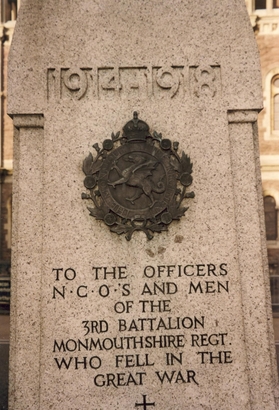 1914-1918
TO THE OFFICERS
N·C·O'S AND MEN
OF THE
3RD BATTALION
MONMOUTHSHIRE REGT.
WHO FELL IN THE
GREAT WAR